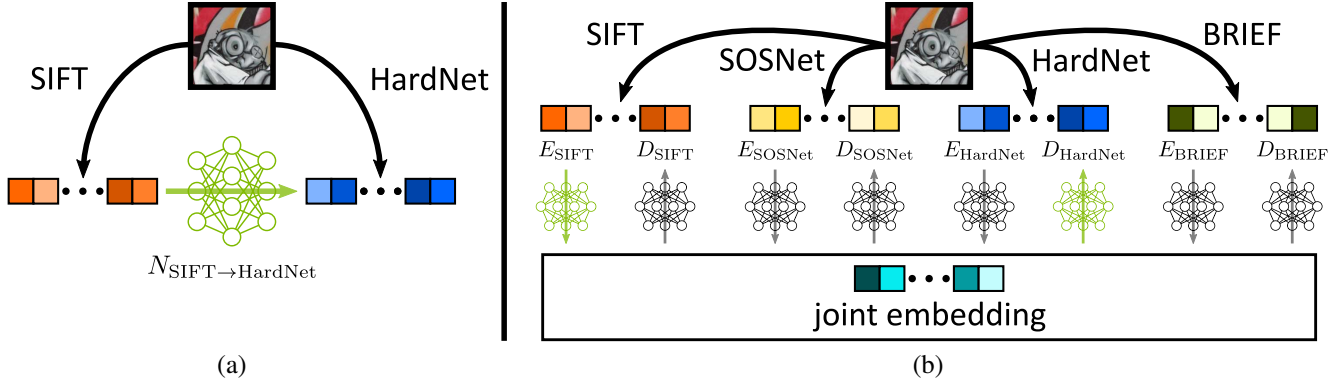 SIFT
HardNet
N_SIFT→HardNet
(a)
SIFT
SOSNet
HardNet
BRIEF
E_SIFT D_SIFT E_SOSNet D_SOSNet E_HardNet D_HardNet E_BRIEF D_BRIEF
joint embedding
(b)